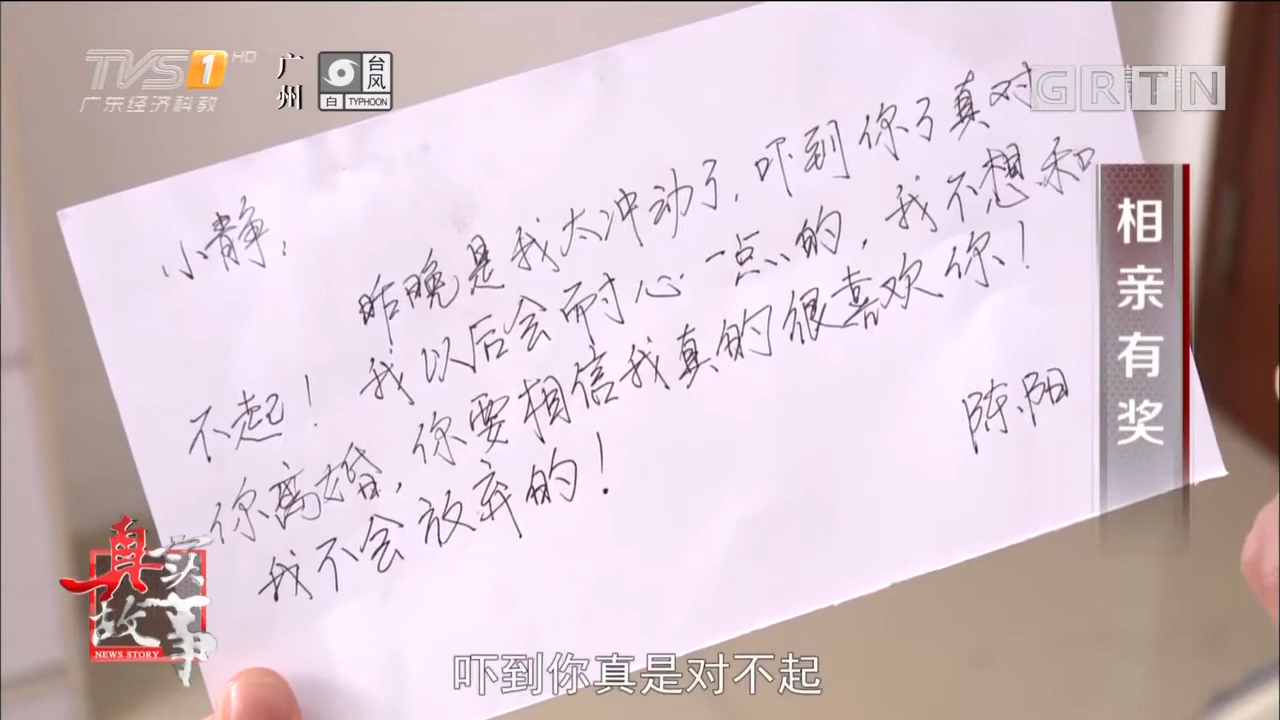 TVS1 HD
广东经济科教
广州
台风
白 TYPHOON
GRTN
小静：
昨晚是我太冲动了，吓到你了真对
不起！我以后会耐心一点的，我不想和
你离婚，你要相信我真的很喜欢你！
我不会放弃的！
陈阳
相亲有奖
真实故事
NEWS STORY
吓到你真是对不起